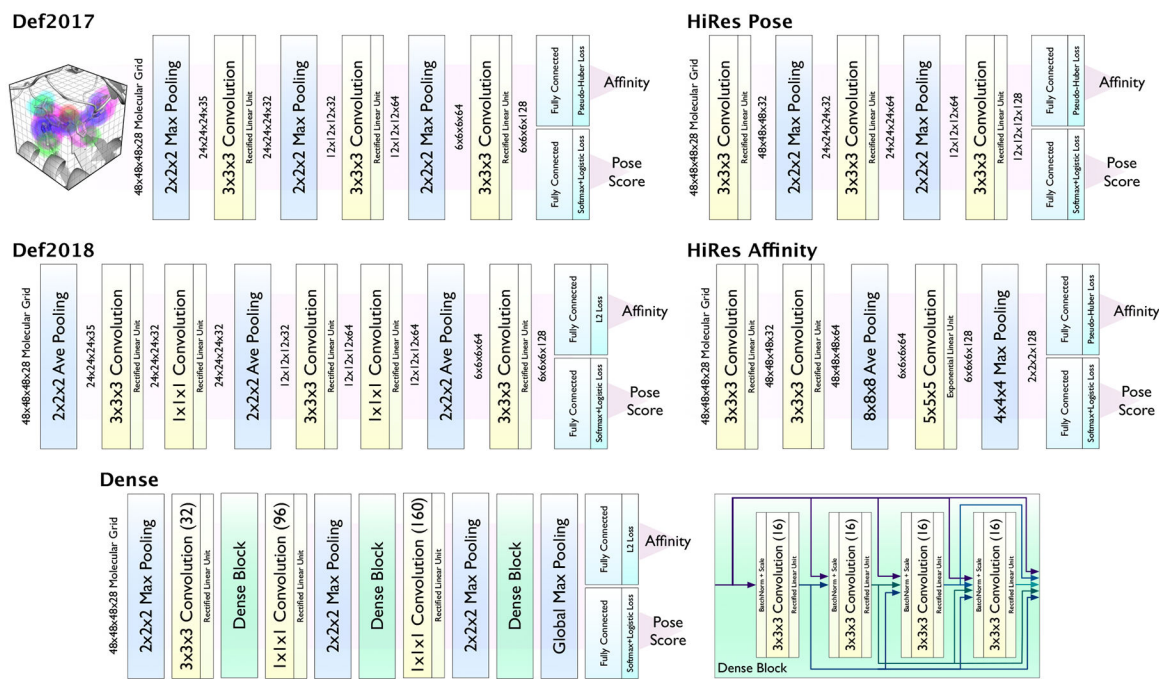 Def2017
48x48x48x28 Molecular Grid
2x2x2 Max Pooling
24x24x24x35
3x3x3 Convolution
Rectified Linear Unit
24x24x24x32
2x2x2 Max Pooling
12x12x12x32
3x3x3 Convolution
Rectified Linear Unit
12x12x12x64
2x2x2 Max Pooling
6x6x6x64
3x3x3 Convolution
Rectified Linear Unit
6x6x6x128
Fully Connected
Pseudo-Huber Loss
Affinity
Fully Connected
Softmax+Logistic Loss
Pose
Score
HiRes Pose
48x48x48x28 Molecular Grid
3x3x3 Convolution
Rectified Linear Unit
48x48x48x32
2x2x2 Max Pooling
24x24x24x32
3x3x3 Convolution
Rectified Linear Unit
24x24x24x64
2x2x2 Max Pooling
12x12x12x64
3x3x3 Convolution
Rectified Linear Unit
12x12x12x128
Fully Connected
Pseudo-Huber Loss
Affinity
Fully Connected
Softmax+Logistic Loss
Pose
Score
Def2018
48x48x48x28 Molecular Grid
2x2x2 Ave Pooling
24x24x24x35
3x3x3 Convolution
Rectified Linear Unit
24x24x24x32
1x1x1 Convolution
Rectified Linear Unit
24x24x24x32
2x2x2 Ave Pooling
12x12x12x32
3x3x3 Convolution
Rectified Linear Unit
12x12x12x64
1x1x1 Convolution
Rectified Linear Unit
12x12x12x64
2x2x2 Ave Pooling
6x6x6x64
3x3x3 Convolution
Rectified Linear Unit
6x6x6x128
Fully Connected
L2 Loss
Affinity
Fully Connected
Softmax+Logistic Loss
Pose
Score
HiRes Affinity
48x48x48x28 Molecular Grid
3x3x3 Convolution
Rectified Linear Unit
48x48x48x32
3x3x3 Convolution
Rectified Linear Unit
48x48x48x64
8x8x8 Ave Pooling
6x6x6x64
5x5x5 Convolution
Exponential Linear Unit
6x6x6x128
4x4x4 Max Pooling
2x2x2x128
Fully Connected
Pseudo-Huber Loss
Affinity
Fully Connected
Softmax+Logistic Loss
Pose
Score
Dense
48x48x48x28 Molecular Grid
2x2x2 Max Pooling
3x3x3 Convolution (32)
Rectified Linear Unit
Dense Block
1x1x1 Convolution (96)
Rectified Linear Unit
2x2x2 Max Pooling
Dense Block
1x1x1 Convolution (160)
Rectified Linear Unit
2x2x2 Max Pooling
Dense Block
Global Max Pooling
Fully Connected
L2 Loss
Affinity
Fully Connected
Softmax+Logistic Loss
Pose
Score
BatchNorm + Scale
3x3x3 Convolution (16)
Rectified Linear Unit
BatchNorm + Scale
3x3x3 Convolution (16)
Rectified Linear Unit
BatchNorm + Scale
3x3x3 Convolution (16)
Rectified Linear Unit
BatchNorm + Scale
3x3x3 Convolution (16)
Rectified Linear Unit
Dense Block